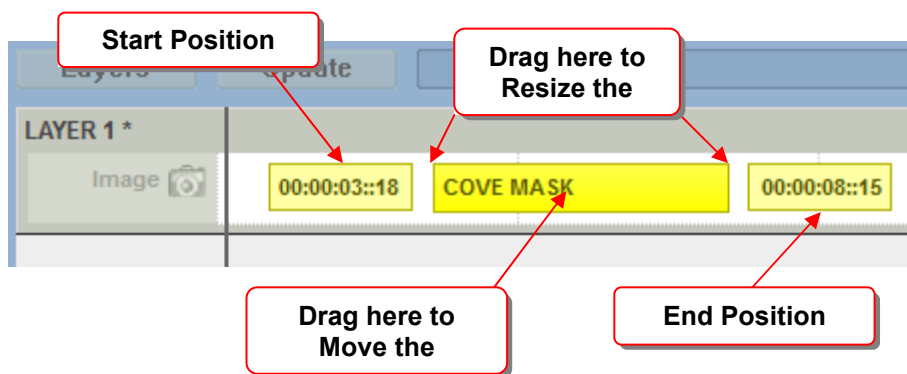 Start Position
Drag here to
Resize the
Layers
Update
LAYER 1 *
Image
00:00:03::18
COVE MASK
00:00:08::15
Drag here to
Move the
End Position